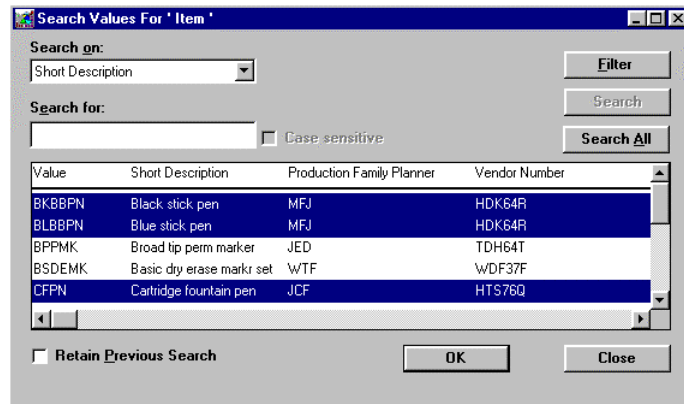 Search Values For ' Item '
Search on:
Short Description
Filter
Search for:
Search
Case sensitive
Search All
Value Short Description Production Family Planner Vendor Number
BKBBPN Black stick pen MFJ HDK64R
BLBBPN Blue stick pen MFJ HDK64R
BPPMK Broad tip perm marker JED TDH64T
BSDEMK Basic dry erase markr set WTF WDF37F
CFPN Cartridge fountain pen JCF HTS76Q
Retain Previous Search OK Close